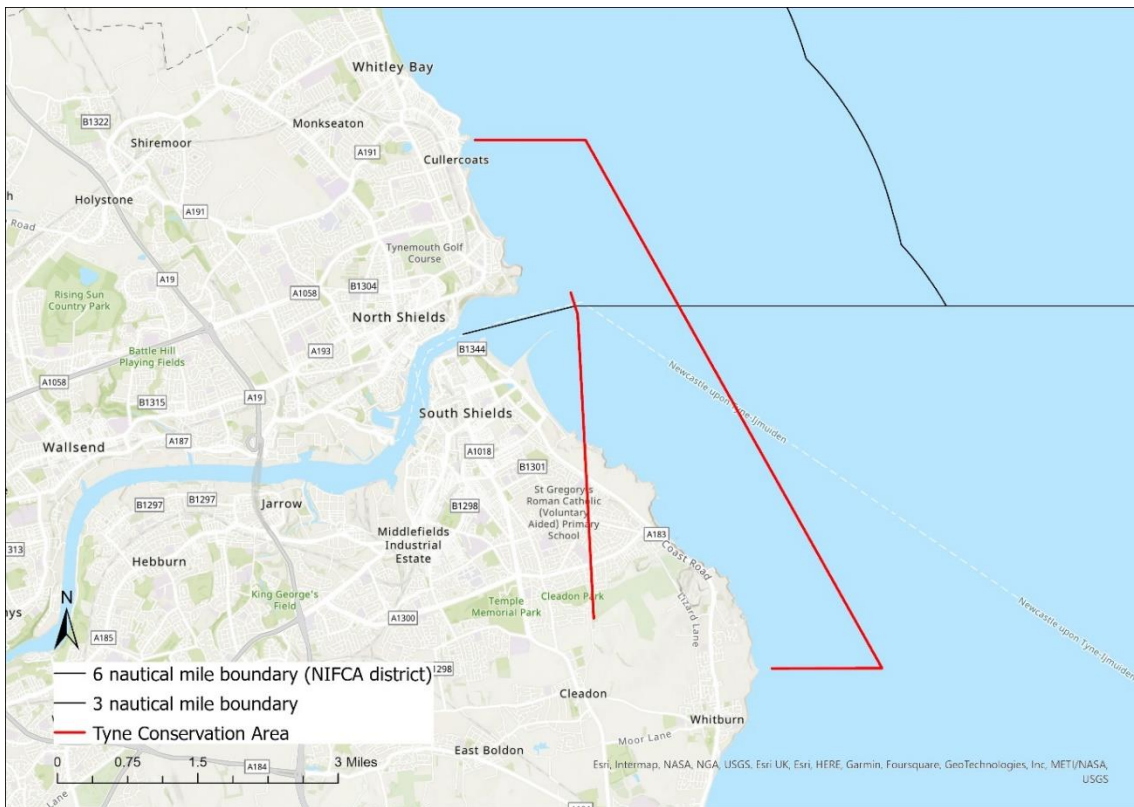 Whitley Bay
Monkseaton
B1322
Shiremoor
A191
Cullercoats
Holystone
A191
Tynemouth Golf
Course
A19
Rising Sun
Country Park
A1058
B1304
North Shields
Battle Hill
Playing Fields
A193
B1344
A1058
A19
B1315
South Shields
Newcastle upon Tyne-Ijmuiden
Wallsend
A187
A1018
B1301
St Gregory's
Roman Catholic
(Voluntary
Aided) Primary
School
B1297
B1297
Jarrow
B1298
A183
Middlefields
Industrial
Estate
313
Hebburn
Coast Road
King George's
Field
Temple
Memorial Park
Cleadon Park
Lizard Lane
Newcastle upon Tyne-Ijmuiden
N
A1300
A185
6 nautical mile boundary (NIFCA district)
3 nautical mile boundary
Tyne Conservation Area
Cleadon
Whitburn
Moor Lane
East Boldon
0 0.75 1.5 3 Miles
A184
Esri, Intermap, NASA, NGA, USGS, Esri UK, Esri, HERE, Garmin, Foursquare, GeoTechnologies, Inc, METI/NASA,
USGS